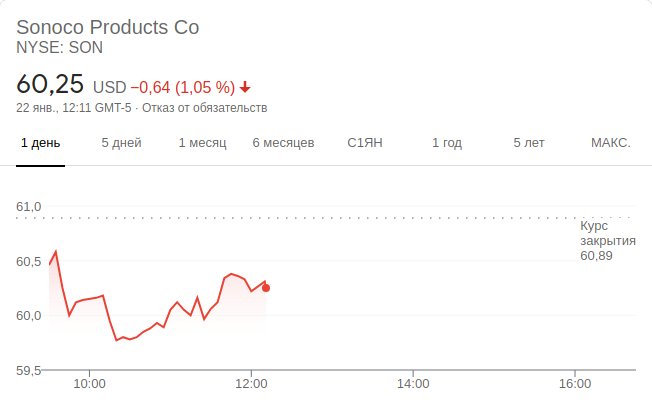 Sonoco Products Co
NYSE: SON
60,25 USD −0,64 (1,05 %)
22 янв., 12:11 GMT-5 · Отказ от обязательств
1 день 5 дней 1 месяц 6 месяцев С1ЯН 1 год 5 лет МАКС.
61,0
Курс
закрытия
60,89
60,5
60,0
59,5
10:00 12:00 14:00 16:00